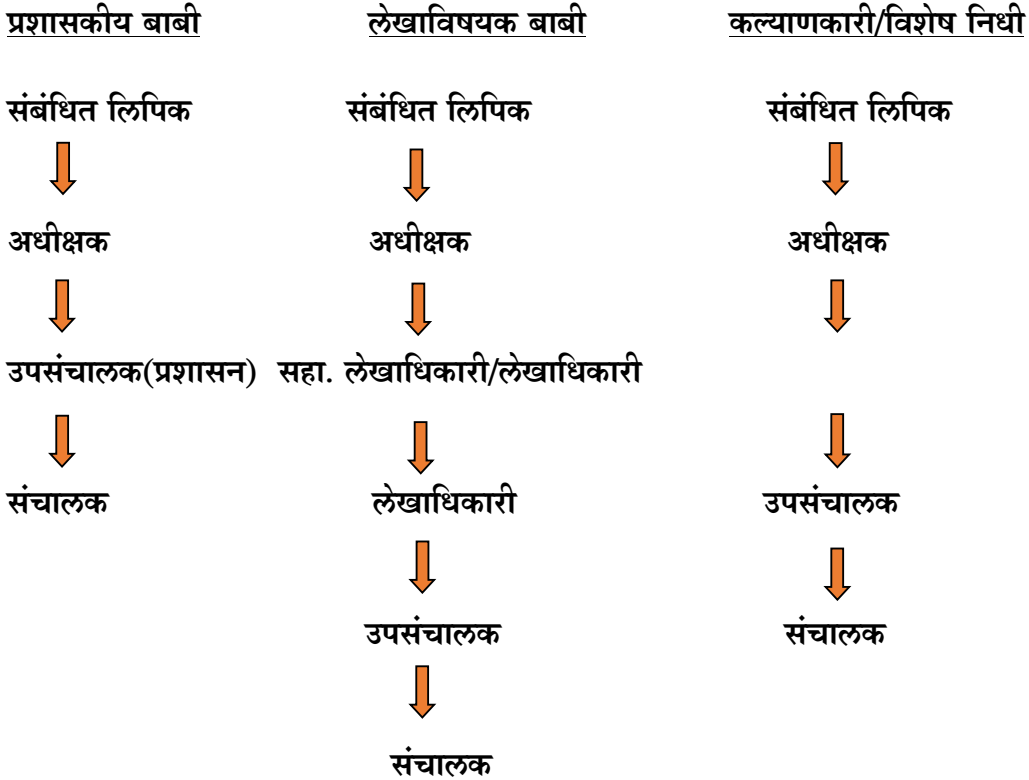 प्रशासकीय बाबी लेखाविषयक बाबी कल्याणकारी/विशेष निधी
संबंधित लिपिक संबंधित लिपिक संबंधित लिपिक
अधीक्षक अधीक्षक अधीक्षक
उपसंचालक(प्रशासन) सहा. लेखाधिकारी/लेखाधिकारी
संचालक लेखाधिकारी उपसंचालक
उपसंचालक संचालक
संचालक